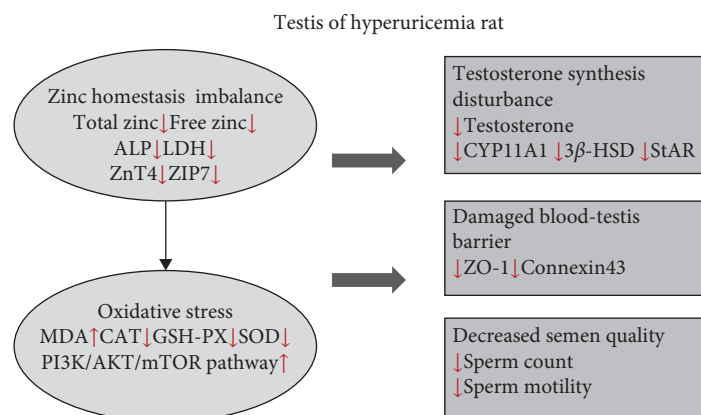 Testis of hyperuricemia rat
Zinc homestasis imbalance
Total zinc↓Free zinc↓
ALP↓LDH↓
ZnT4↓ZIP7↓
Oxidative stress
MDA↑CAT↓GSH-PX↓SOD↓
PI3K/AKT/mTOR pathway↑
Testosterone synthesis
disturbance
↓Testosterone
↓CYP11A1 ↓3β-HSD ↓StAR
Damaged blood-testis
barrier
↓ZO-1↓Connexin43
Decreased semen quality
↓Sperm count
↓Sperm motility